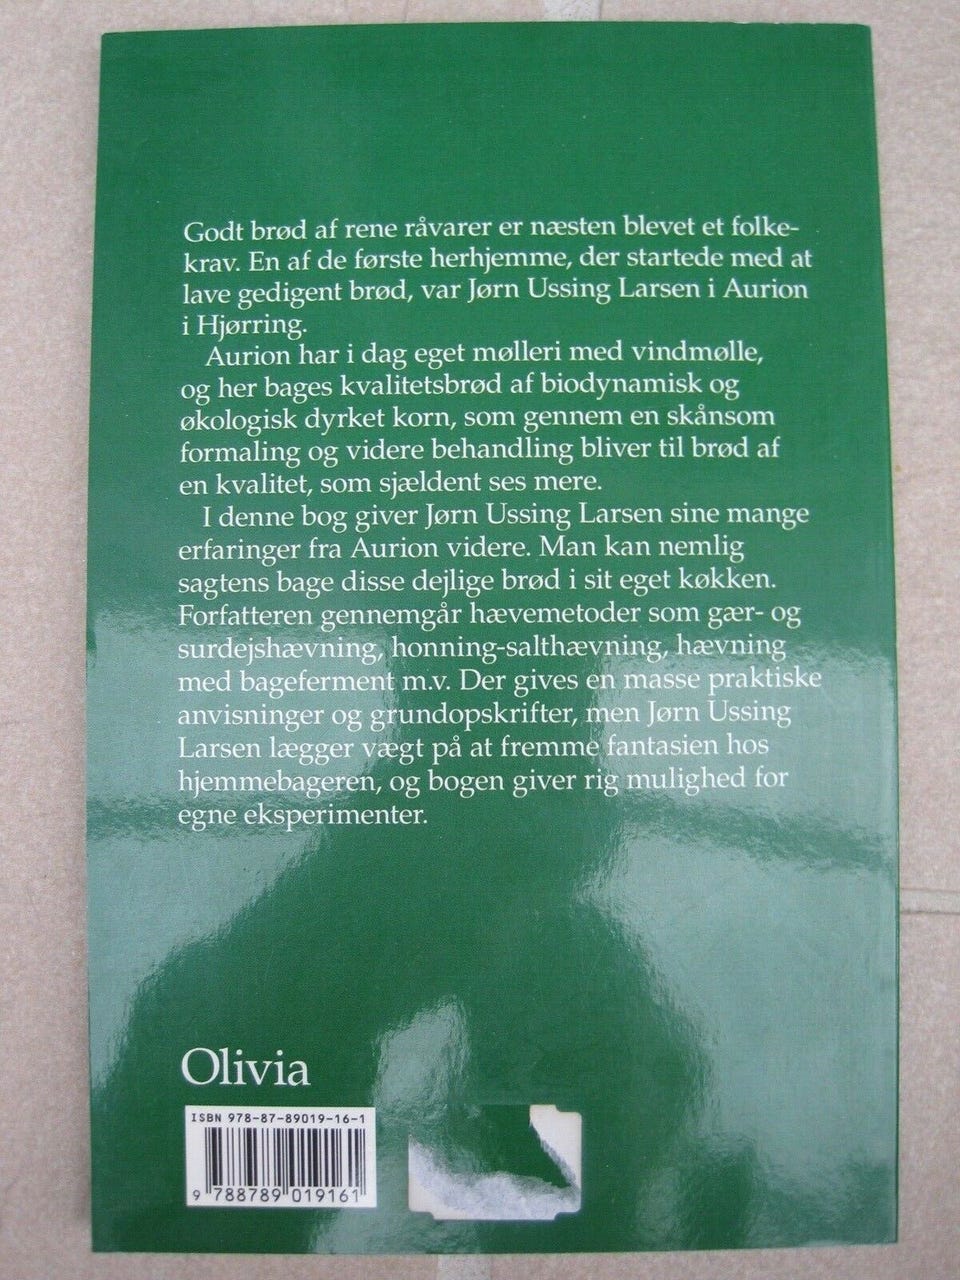 Godt brød af rene råvarer er næsten blevet et folke-
krav. En af de første herhjemme, der startede med at
lave gedigent brød, var Jørn Ussing Larsen i Aurion
i Hjørring.
Aurion har i dag eget mølleri med vindmølle,
og her bages kvalitetsbrød af biodynamisk og
økologisk dyrket korn, som gennem en skånsom
formaling og videre behandling bliver til brød af
en kvalitet, som sjældent ses mere.
I denne bog giver Jørn Ussing Larsen sine mange
erfaringer fra Aurion videre. Man kan nemlig
sagtens bage disse dejlige brød i sit eget køkken.
Forfatteren gennemgår hævemetoder som gær- og
surdejshævning, honning-salthævning, hævning
med bageferment m.v. Der gives en masse praktiske
anvisninger og grundopskrifter, men Jørn Ussing
Larsen lægger vægt på at fremme fantasien hos
hjemmebageren, og bogen giver rig mulighed for
egne eksperimenter.
Olivia
ISBN 978-87-89019-16-1
9 788789 019161